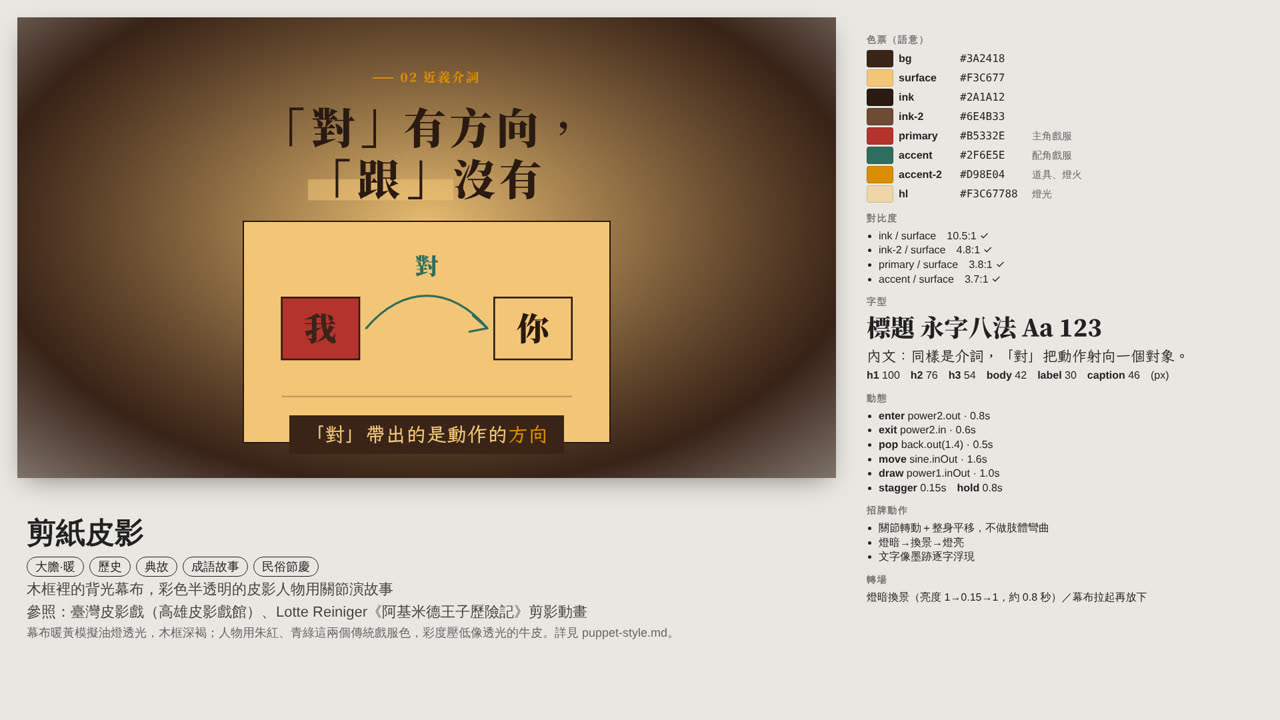 ── 02 近義介詞
「對」有方向，
「跟」沒有
對
我
你
「對」帶出的是動作的方向
剪紙皮影
大膽·暖 歷史 典故 成語故事 民俗節慶
木框裡的背光幕布，彩色半透明的皮影人物用關節演故事
參照：臺灣皮影戲（高雄皮影戲館）、Lotte Reiniger《阿基米德王子歷險記》剪影動畫
幕布暖黃模擬油燈透光，木框深褐；人物用朱紅、青綠這兩個傳統戲服色，彩度壓低像透光的牛皮。詳見 puppet-style.md。
色票（語意）
bg #3A2418
surface #F3C677
ink #2A1A12
ink-2 #6E4B33
primary #B5332E 主角戲服
accent #2F6E5E 配角戲服
accent-2 #D98E04 道具、燈火
hl #F3C67788 燈光
對比度
• ink / surface 10.5:1 ✓
• ink-2 / surface 4.8:1 ✓
• primary / surface 3.8:1 ✓
• accent / surface 3.7:1 ✓
字型
標題 永字八法 Aa 123
內文：同樣是介詞，「對」把動作射向一個對象。
h1 100 h2 76 h3 54 body 42 label 30 caption 46 (px)
動態
• enter power2.out · 0.8s
• exit power2.in · 0.6s
• pop back.out(1.4) · 0.5s
• move sine.inOut · 1.6s
• draw power1.inOut · 1.0s
• stagger 0.15s hold 0.8s
招牌動作
• 關節轉動＋整身平移，不做肢體彎曲
• 燈暗→換景→燈亮
• 文字像墨跡逐字浮現
轉場
燈暗換景（亮度 1→0.15→1，約 0.8 秒）／幕布拉起再放下